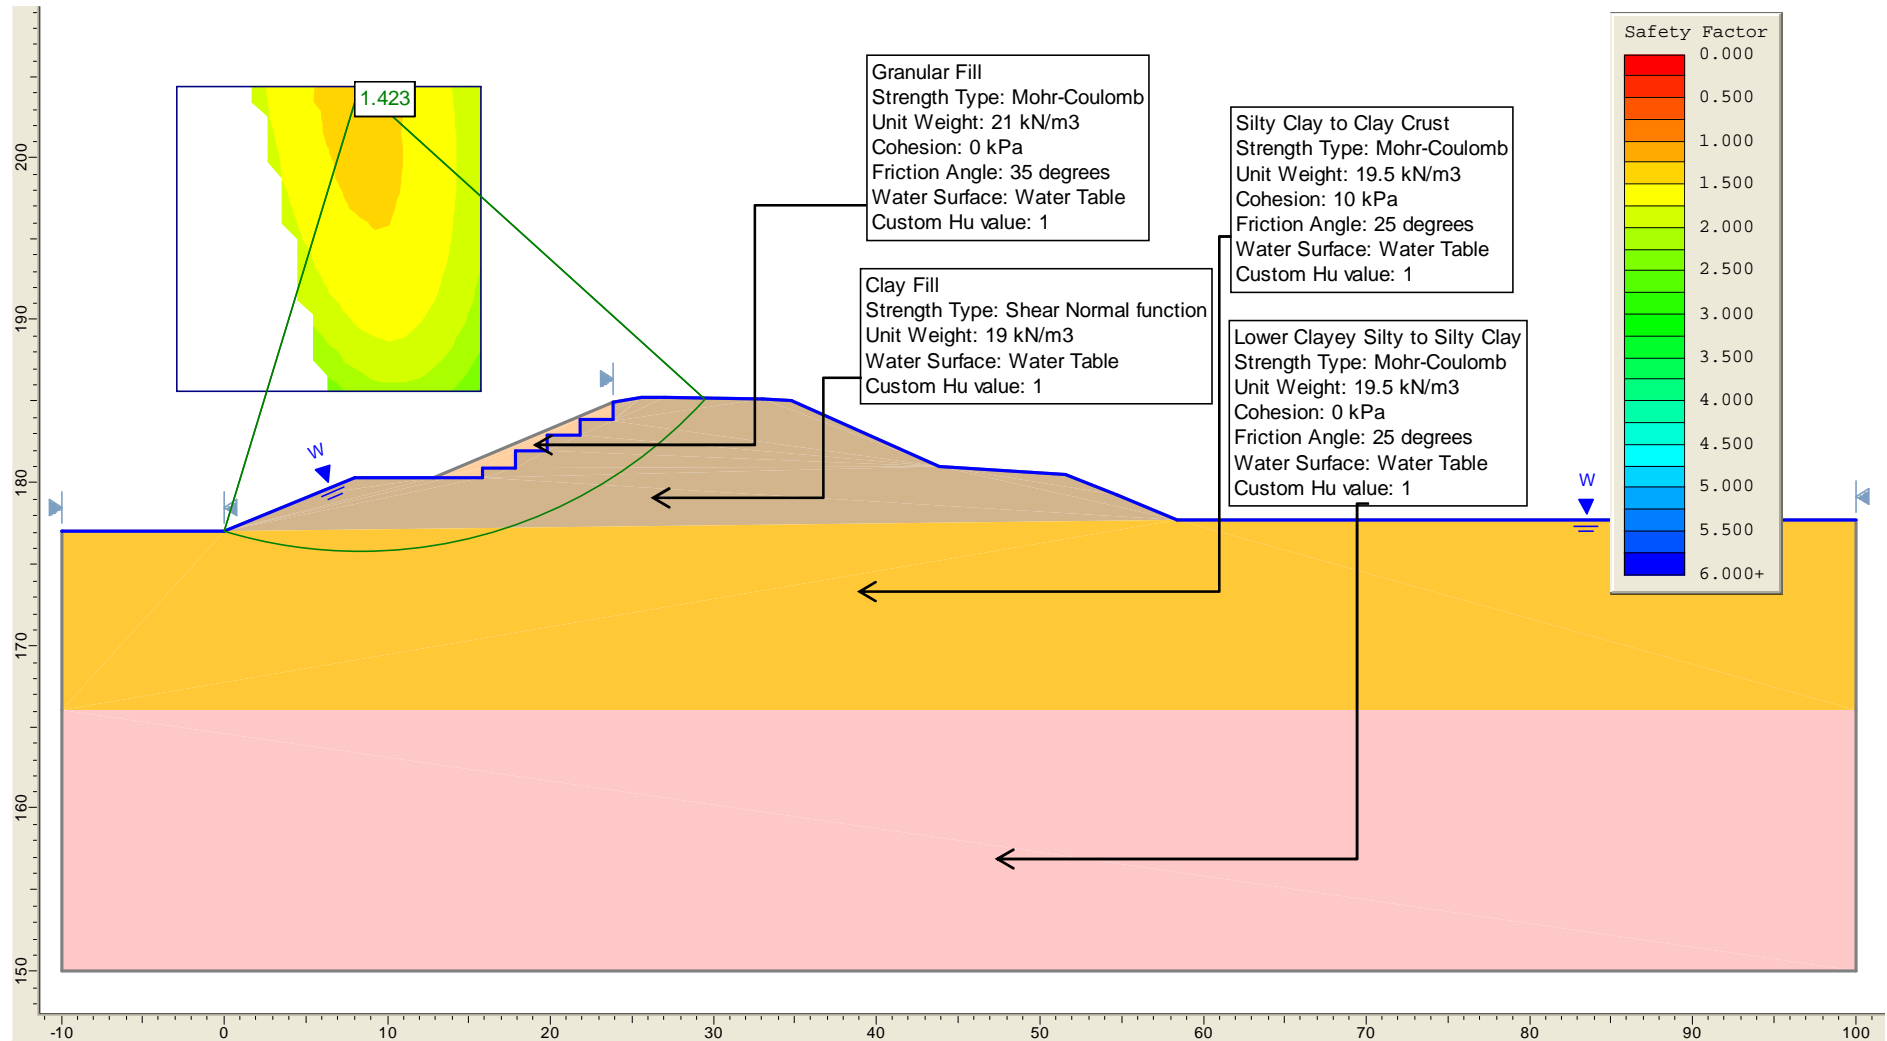 Safety Factor
0.000
0.500
1.000
1.500
2.000
2.500
3.000
3.500
4.000
4.500
5.000
5.500
6.000+
1.423
Granular Fill
Strength Type: Mohr-Coulomb
Unit Weight: 21 kN/m3
Cohesion: 0 kPa
Friction Angle: 35 degrees
Water Surface: Water Table
Custom Hu value: 1
Silty Clay to Clay Crust
Strength Type: Mohr-Coulomb
Unit Weight: 19.5 kN/m3
Cohesion: 10 kPa
Friction Angle: 25 degrees
Water Surface: Water Table
Custom Hu value: 1
Clay Fill
Strength Type: Shear Normal function
Unit Weight: 19 kN/m3
Water Surface: Water Table
Custom Hu value: 1
Lower Clayey Silty to Silty Clay
Strength Type: Mohr-Coulomb
Unit Weight: 19.5 kN/m3
Cohesion: 0 kPa
Friction Angle: 25 degrees
Water Surface: Water Table
Custom Hu value: 1
W
W
200
190
180
170
160
150
-10 0 10 20 30 40 50 60 70 80 90 100